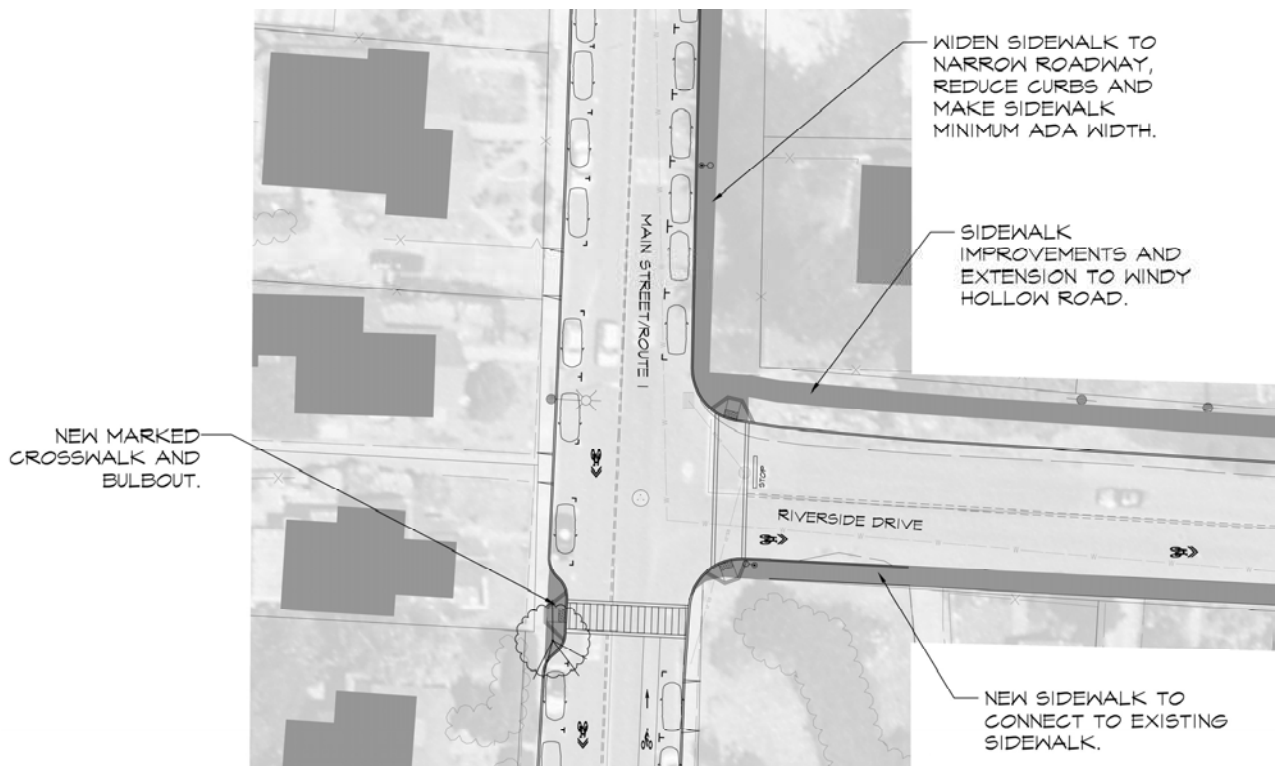 WIDEN SIDEWALK TO
NARROW ROADWAY,
REDUCE CURBS AND
MAKE SIDEWALK
MINIMUM ADA WIDTH.
SIDEWALK
IMPROVEMENTS AND
EXTENSION TO WINDY
HOLLOW ROAD.
MAIN STREET/ROUTE 1
NEW MARKED
CROSSWALK AND
BULBOUT.
STOP
RIVERSIDE DRIVE
NEW SIDEWALK TO
CONNECT TO EXISTING
SIDEWALK.